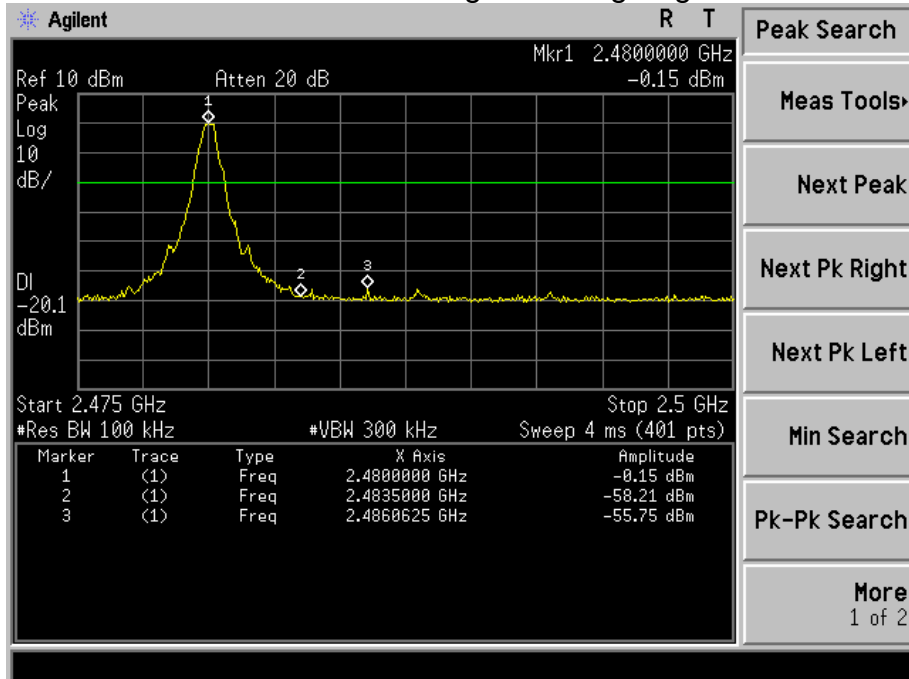 Agilent R T
Mkr1 2.4800000 GHz
Ref 10 dBm Atten 20 dB -0.15 dBm
Peak
Log
10
dB/
1
2
3
DI
-20.1
dBm
Start 2.475 GHz Stop 2.5 GHz
#Res BW 100 kHz #VBW 300 kHz Sweep 4 ms (401 pts)
Marker Trace Type X Axis Amplitude
1 (1) Freq 2.4800000 GHz -0.15 dBm
2 (1) Freq 2.4835000 GHz -58.21 dBm
3 (1) Freq 2.4860625 GHz -55.75 dBm
Peak Search
Meas Tools
Next Peak
Next Pk Right
Next Pk Left
Min Search
Pk-Pk Search
More
1 of 2